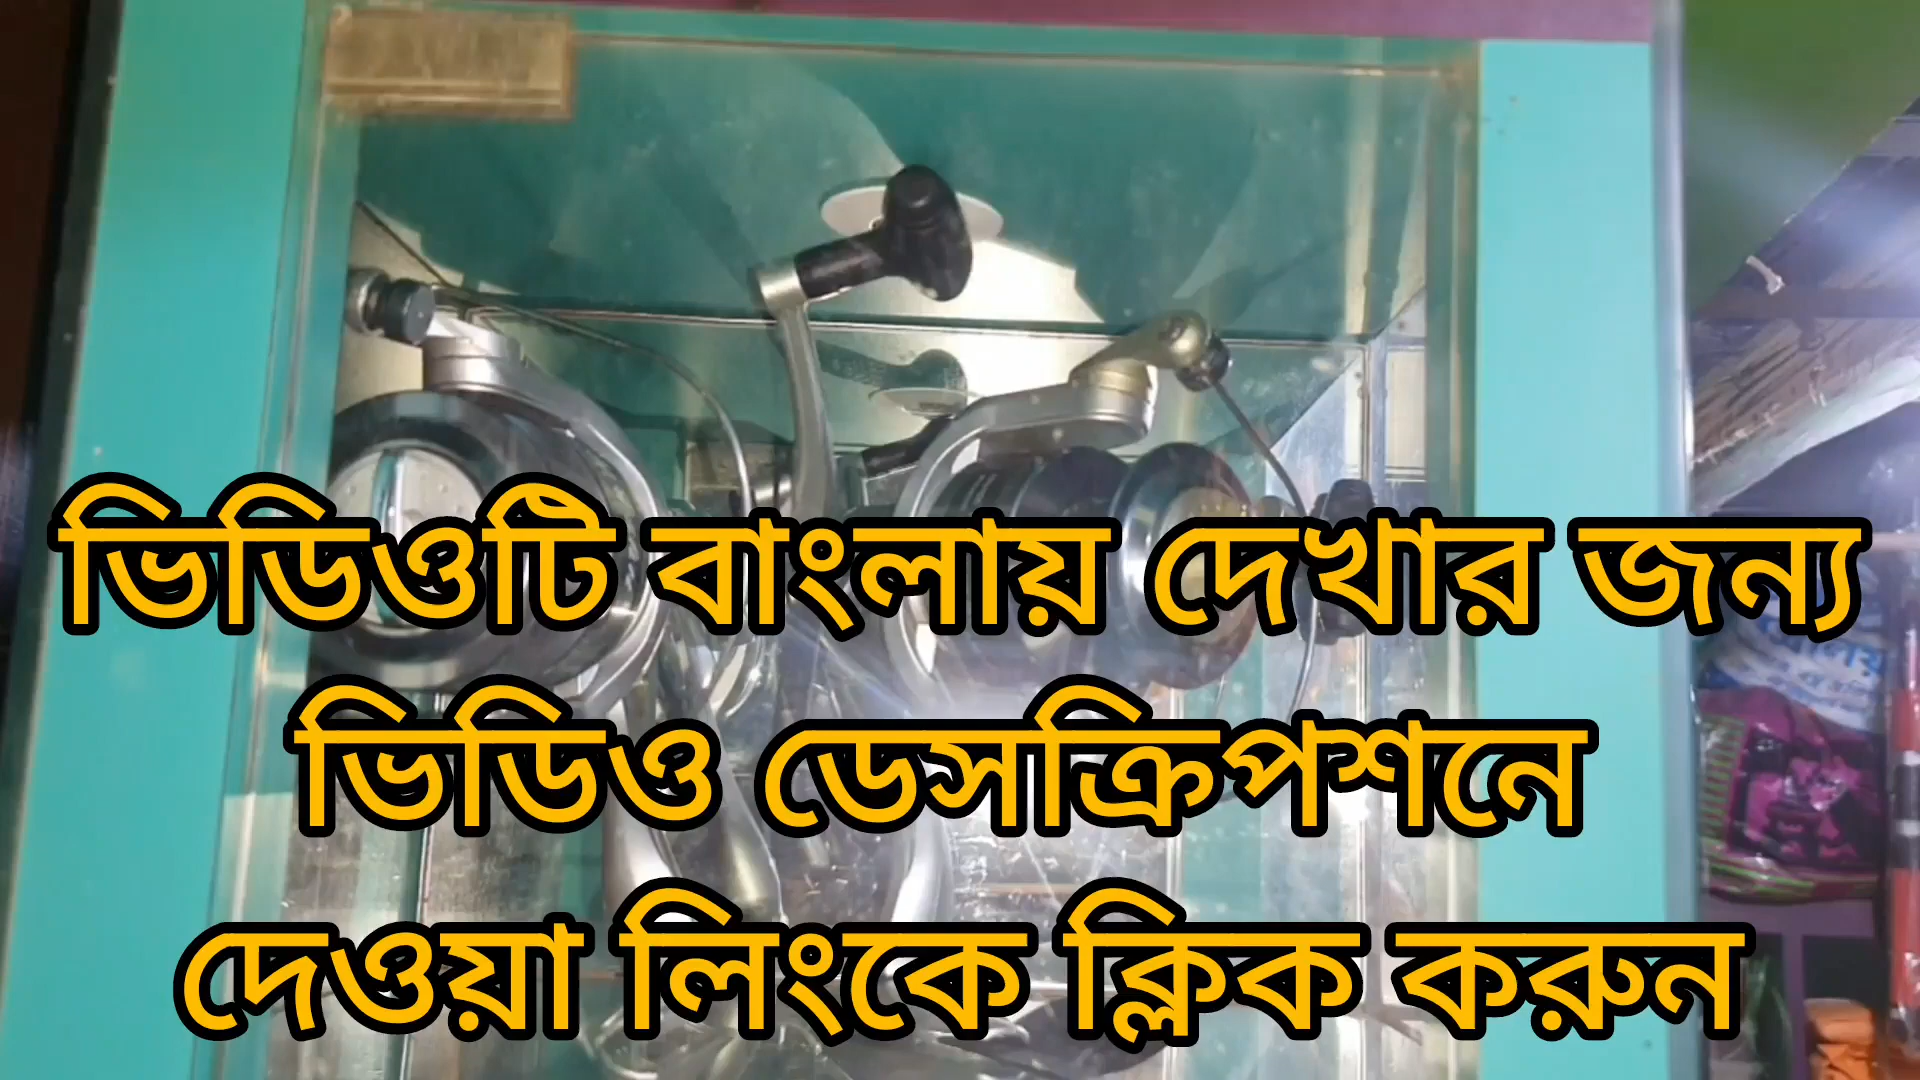 ভিডিওটি বাংলায় দেখার জন্য
ভিডিও ডেসক্রিপশনে
দেওয়া লিংকে ক্লিক করুন